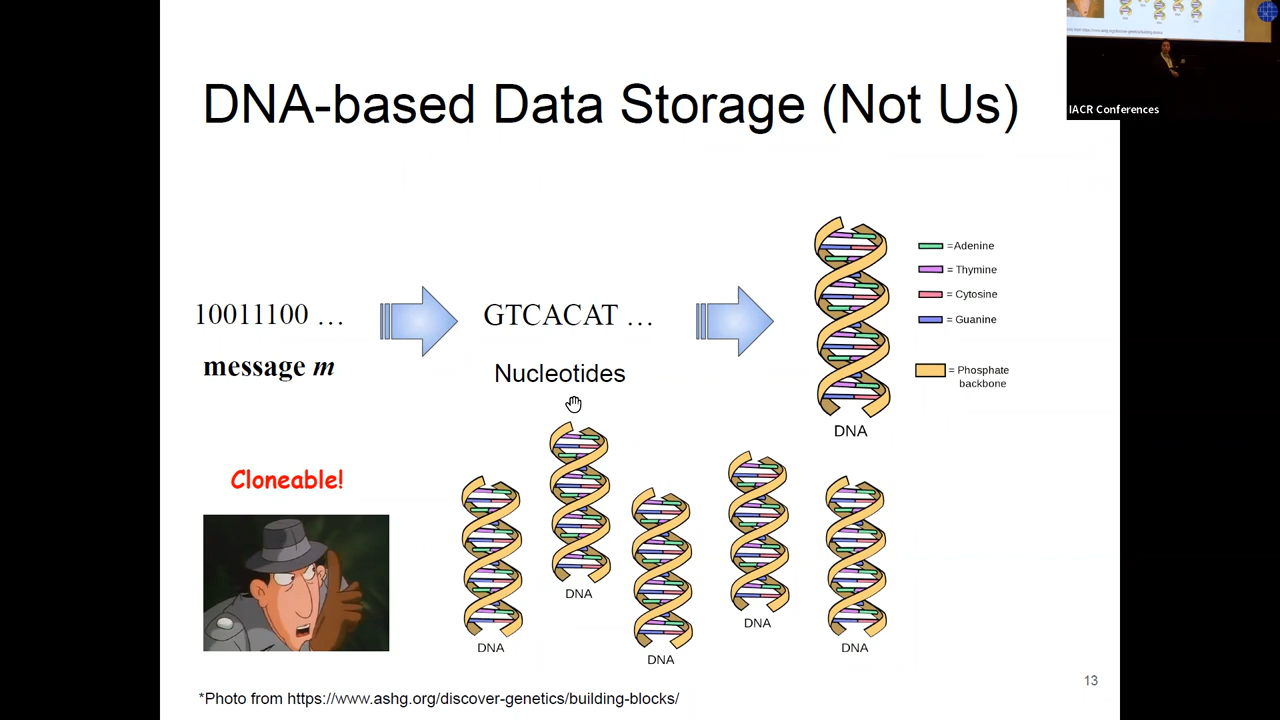 DNA-based Data Storage (Not Us)
IACR Conferences
10011100 ...
message m
GTCACAT ...
Nucleotides
=Adenine
= Thymine
= Cytosine
= Guanine
= Phosphate
backbone
DNA
Cloneable!
DNA
DNA
DNA
DNA
DNA
13
*Photo from https://www.ashg.org/discover-genetics/building-blocks/